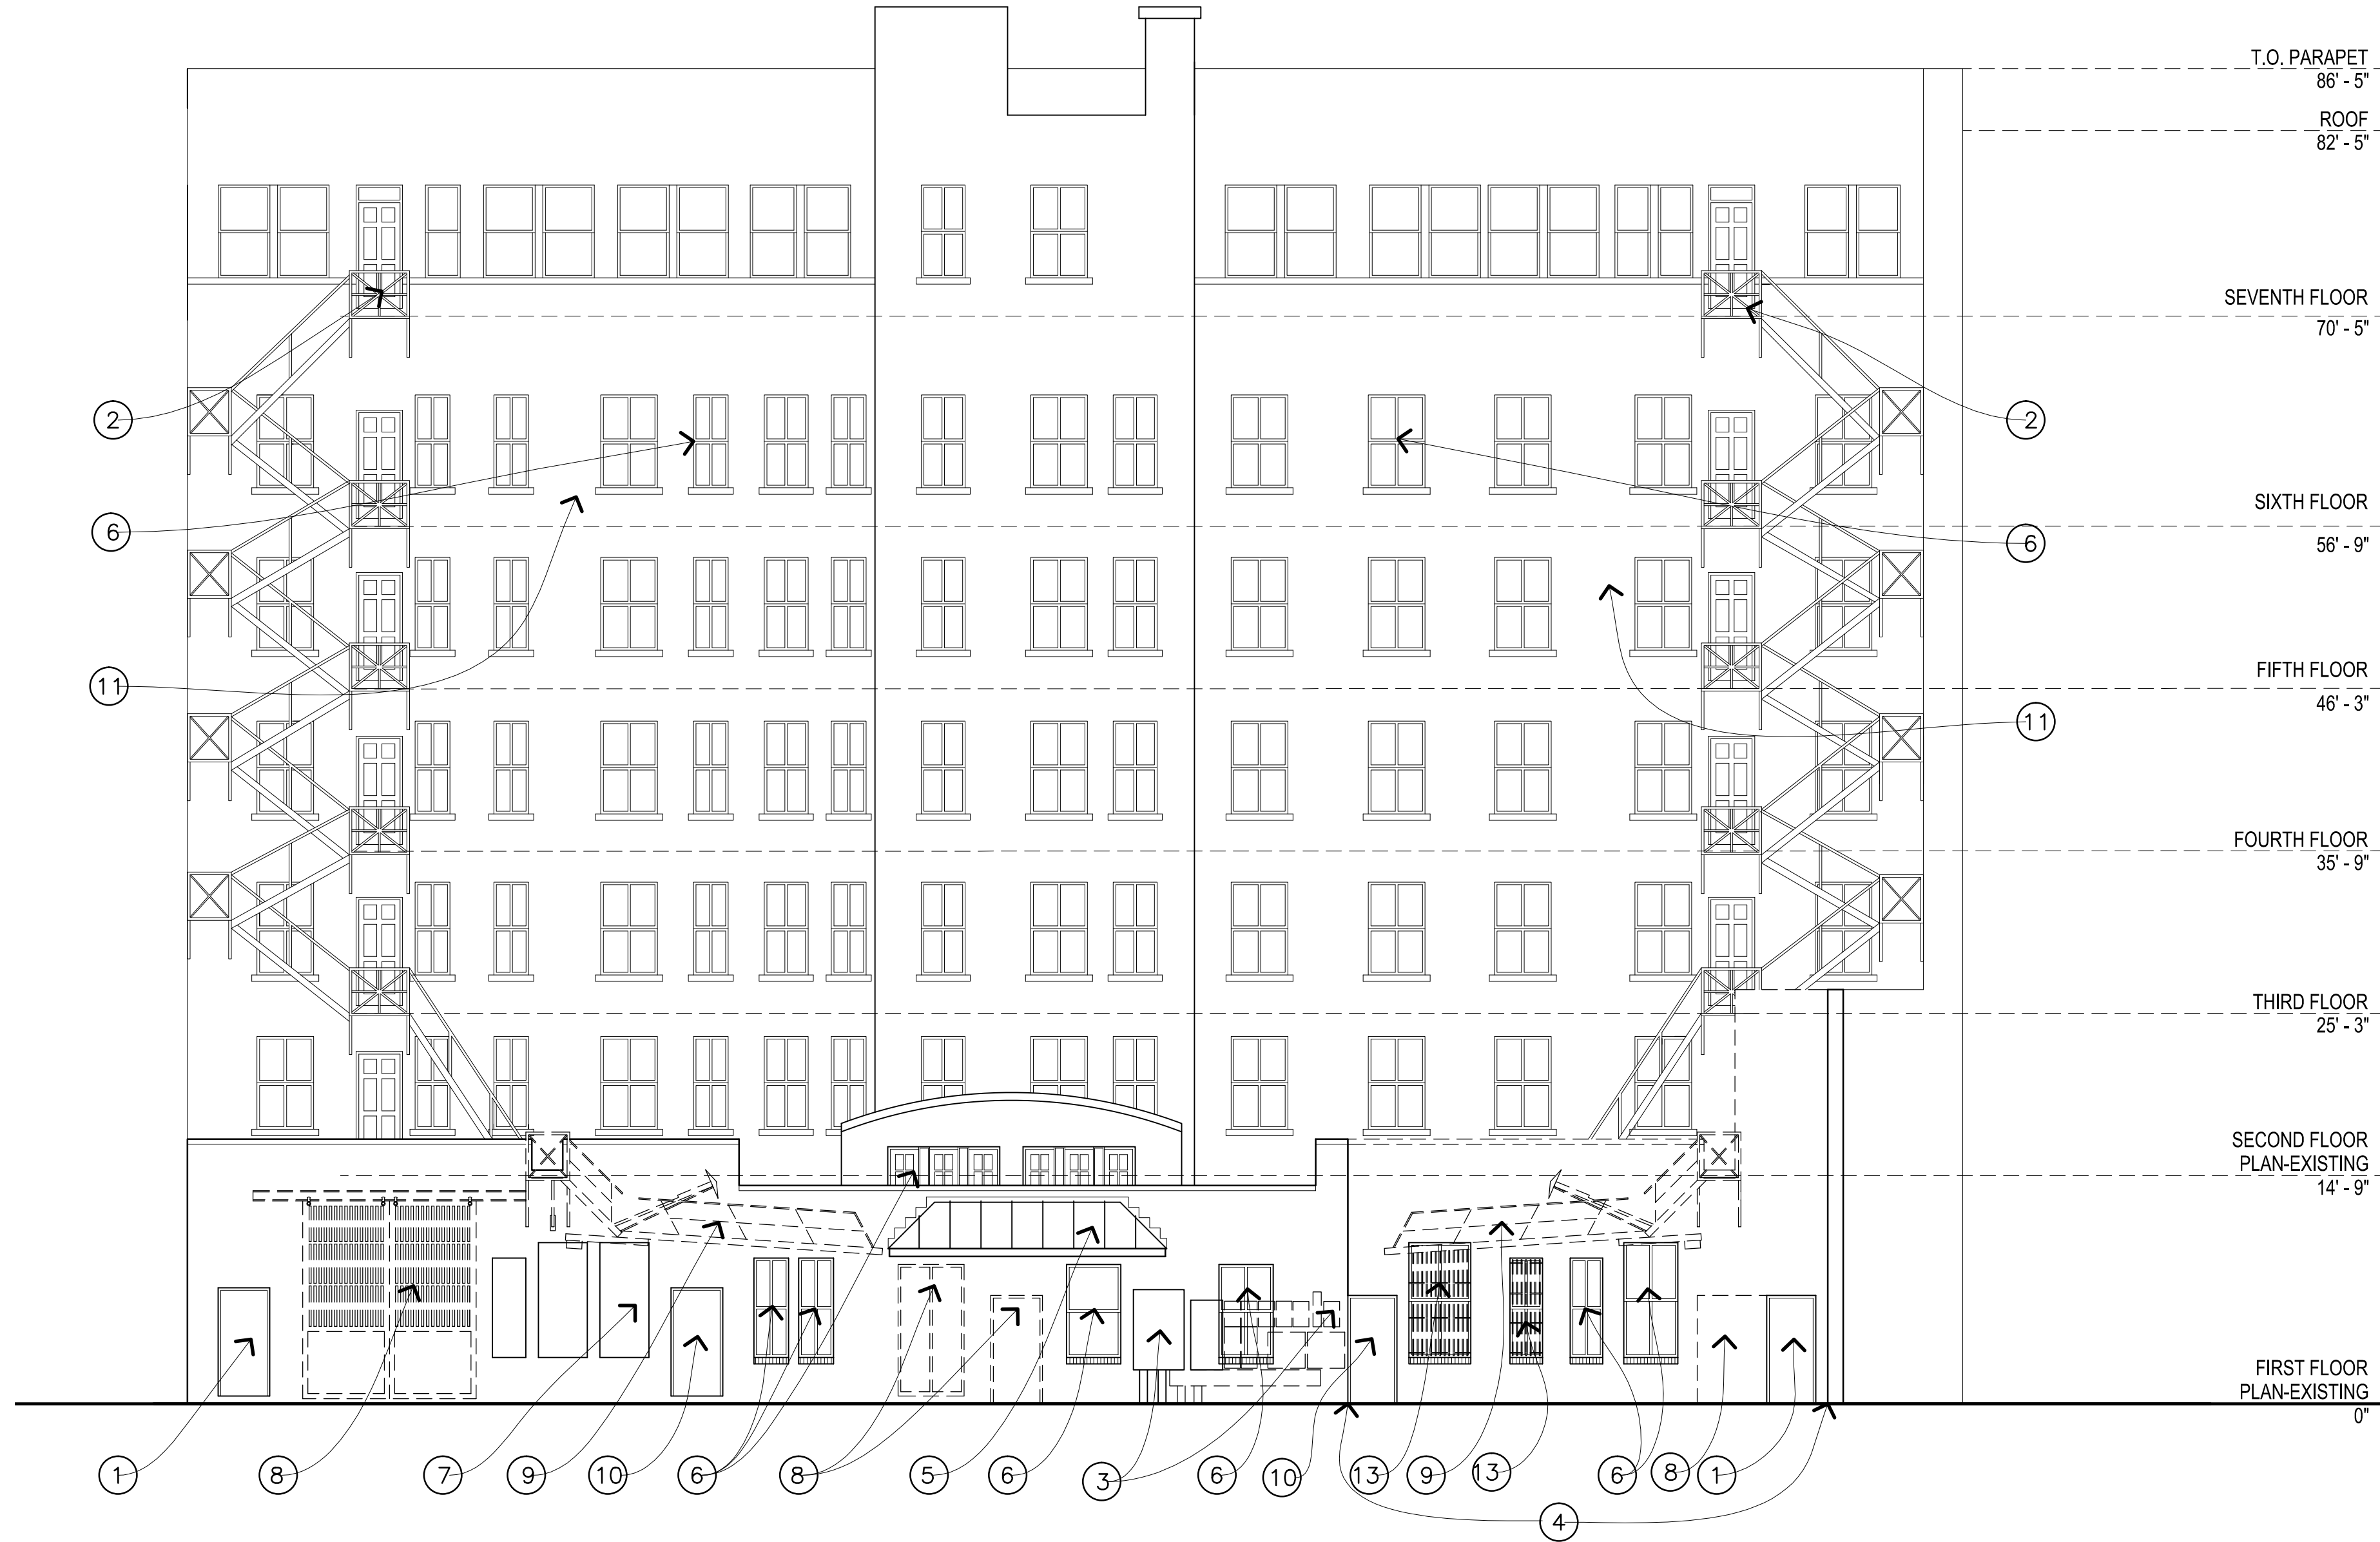 T.O. PARAPET
86' - 5"
ROOF
82' - 5"
SEVENTH FLOOR
70' - 5"
2
2
SIXTH FLOOR
6
6
56' - 9"
FIFTH FLOOR
11
46' - 3"
11
FOURTH FLOOR
35' - 9"
THIRD FLOOR
25' - 3"
SECOND FLOOR
PLAN-EXISTING
14' - 9"
FIRST FLOOR
PLAN-EXISTING
0"
1
8
7
9
10
6
8
5
6
3
6
10
13
9
13
6
8
1
4